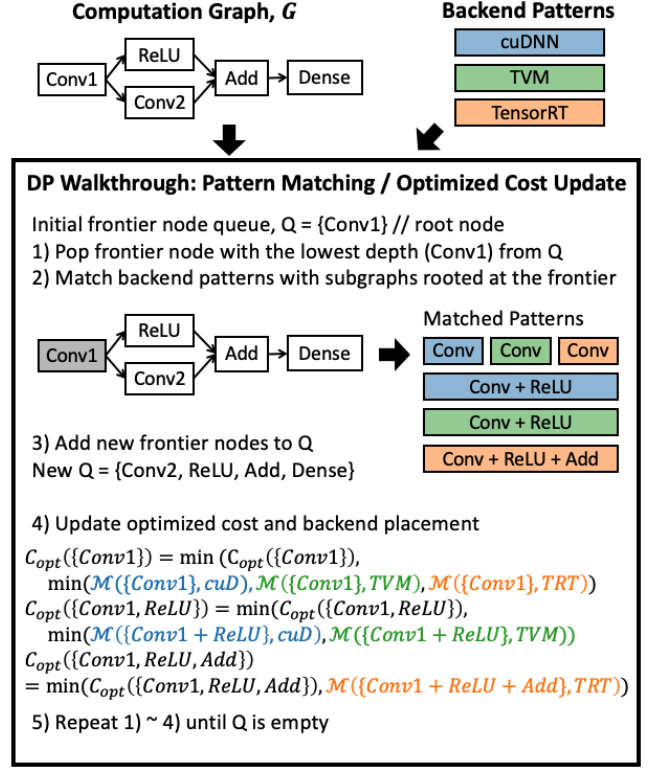 Computation Graph, G
Backend Patterns
Conv1
ReLU
Conv2
Add
Dense
cuDNN
TVM
TensorRT
DP Walkthrough: Pattern Matching / Optimized Cost Update
Initial frontier node queue, Q = {Conv1} // root node
1) Pop frontier node with the lowest depth (Conv1) from Q
2) Match backend patterns with subgraphs rooted at the frontier
Conv1
ReLU
Conv2
Add
Dense
Matched Patterns
Conv Conv Conv
Conv + ReLU
Conv + ReLU
Conv + ReLU + Add
3) Add new frontier nodes to Q
New Q = {Conv2, ReLU, Add, Dense}
4) Update optimized cost and backend placement
C_opt({Conv1}) = min (C_opt({Conv1}),
min(ℳ({Conv1}, cuD), ℳ({Conv1}, TVM), ℳ({Conv1}, TRT))
C_opt({Conv1, ReLU}) = min(C_opt({Conv1, ReLU}),
min(ℳ({Conv1 + ReLU}, cuD), ℳ({Conv1 + ReLU}, TVM))
C_opt({Conv1, ReLU, Add})
= min(C_opt({Conv1, ReLU, Add}), ℳ({Conv1 + ReLU + Add}, TRT))
5) Repeat 1) ~ 4) until Q is empty